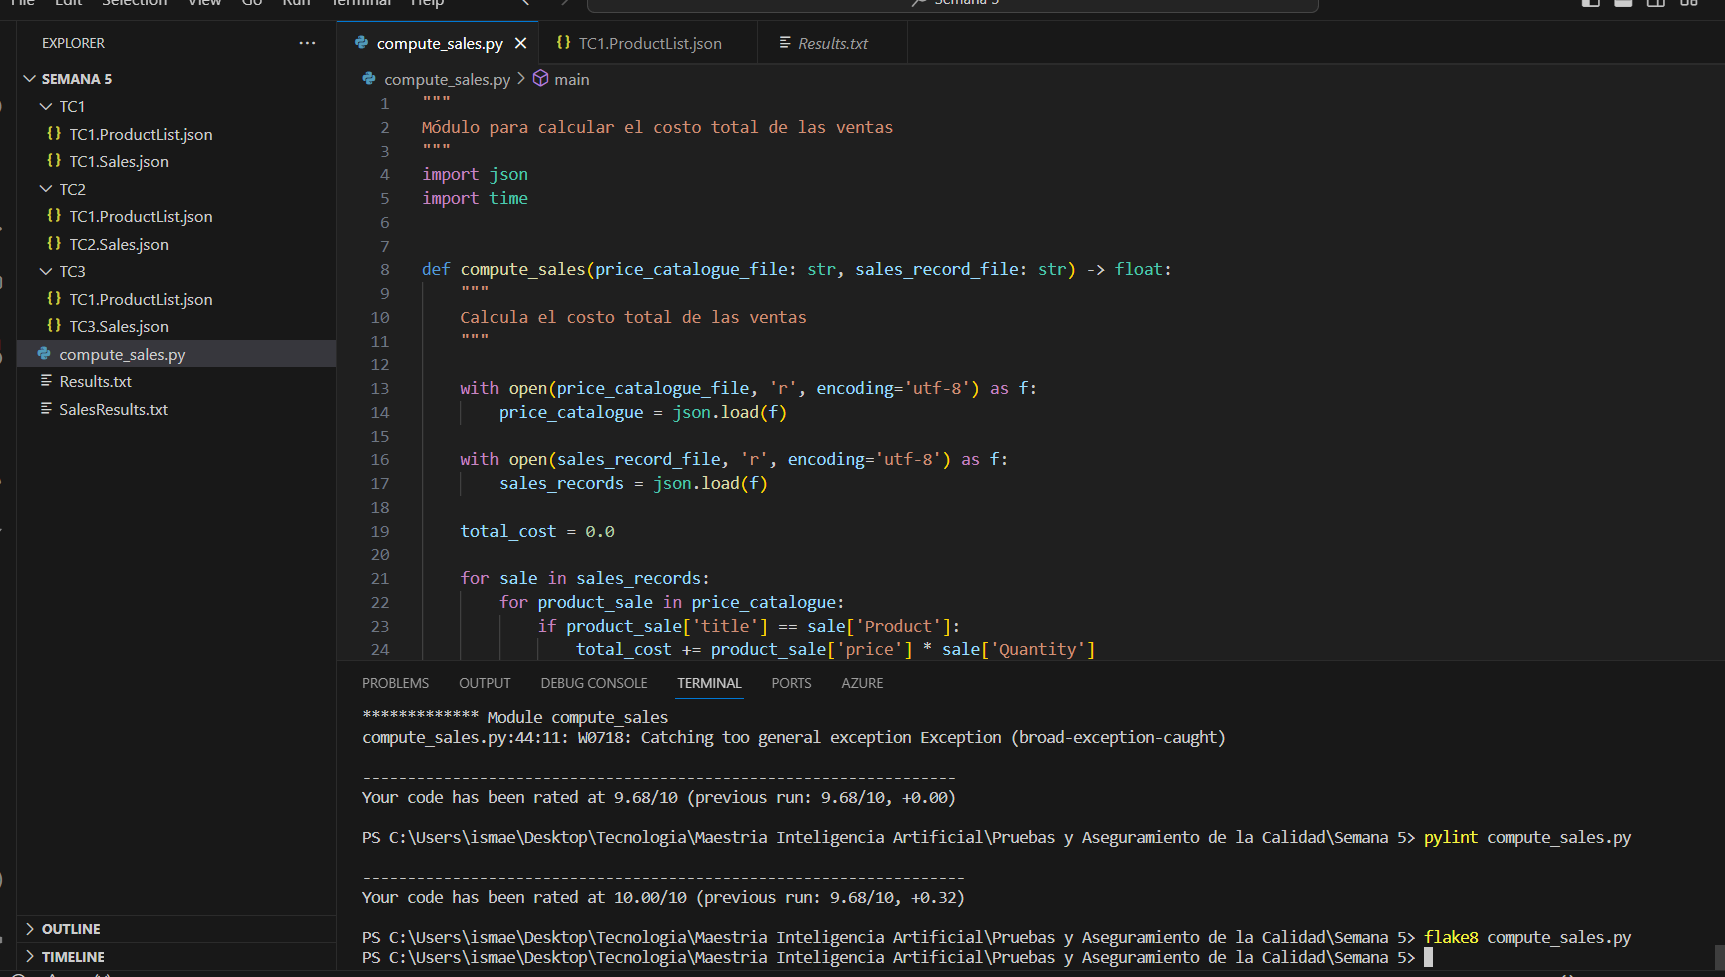 File Edit Selection View Go Run Terminal Help
Semana 5
EXPLORER
SEMANA 5
TC1
TC1.ProductList.json
TC1.Sales.json
TC2
TC1.ProductList.json
TC2.Sales.json
TC3
TC1.ProductList.json
TC3.Sales.json
compute_sales.py
Results.txt
SalesResults.txt
OUTLINE
TIMELINE
compute_sales.py
TC1.ProductList.json
Results.txt
compute_sales.py > main
1 """
2 Módulo para calcular el costo total de las ventas
3 """
4 import json
5 import time
6
7
8 def compute_sales(price_catalogue_file: str, sales_record_file: str) -> float:
9 """
10 Calcula el costo total de las ventas
11 """
12
13 with open(price_catalogue_file, 'r', encoding='utf-8') as f:
14 price_catalogue = json.load(f)
15
16 with open(sales_record_file, 'r', encoding='utf-8') as f:
17 sales_records = json.load(f)
18
19 total_cost = 0.0
20
21 for sale in sales_records:
22 for product_sale in price_catalogue:
23 if product_sale['title'] == sale['Product']:
24 total_cost += product_sale['price'] * sale['Quantity']
PROBLEMS OUTPUT DEBUG CONSOLE TERMINAL PORTS AZURE
************* Module compute_sales
compute_sales.py:44:11: W0718: Catching too general exception Exception (broad-exception-caught)
------------------------------------------------------------------
Your code has been rated at 9.68/10 (previous run: 9.68/10, +0.00)
PS C:\Users\ismae\Desktop\Tecnologia\Maestria Inteligencia Artificial\Pruebas y Aseguramiento de la Calidad\Semana 5> pylint compute_sales.py
-------------------------------------------------------------------
Your code has been rated at 10.00/10 (previous run: 9.68/10, +0.32)
PS C:\Users\ismae\Desktop\Tecnologia\Maestria Inteligencia Artificial\Pruebas y Aseguramiento de la Calidad\Semana 5> flake8 compute_sales.py
PS C:\Users\ismae\Desktop\Tecnologia\Maestria Inteligencia Artificial\Pruebas y Aseguramiento de la Calidad\Semana 5>